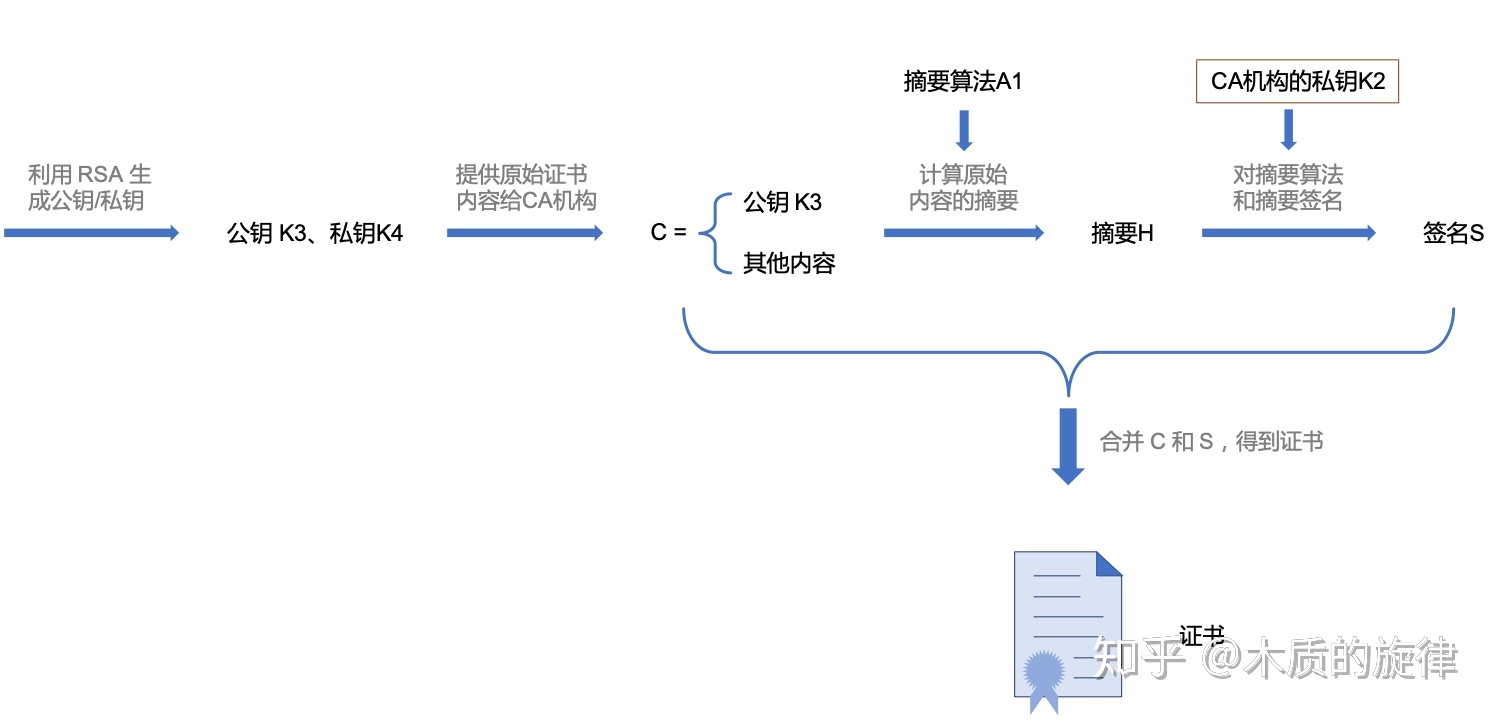 摘要算法A1
CA机构的私钥K2
利用 RSA 生
成公钥/私钥
提供原始证书
内容给CA机构
计算原始
内容的摘要
对摘要算法
和摘要签名
公钥 K3、私钥K4
C =
公钥 K3
其他内容
摘要H
签名S
合并 C 和 S，得到证书
证书
知乎 @木质的旋律